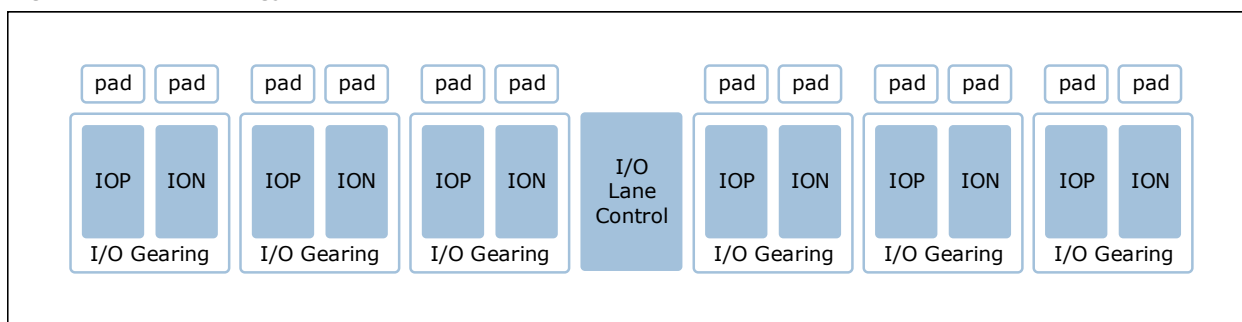 pad pad pad pad pad pad pad pad pad pad pad pad
IOP ION IOP ION IOP ION I/O Lane Control IOP ION IOP ION IOP ION
I/O Gearing I/O Gearing I/O Gearing I/O Gearing I/O Gearing I/O Gearing